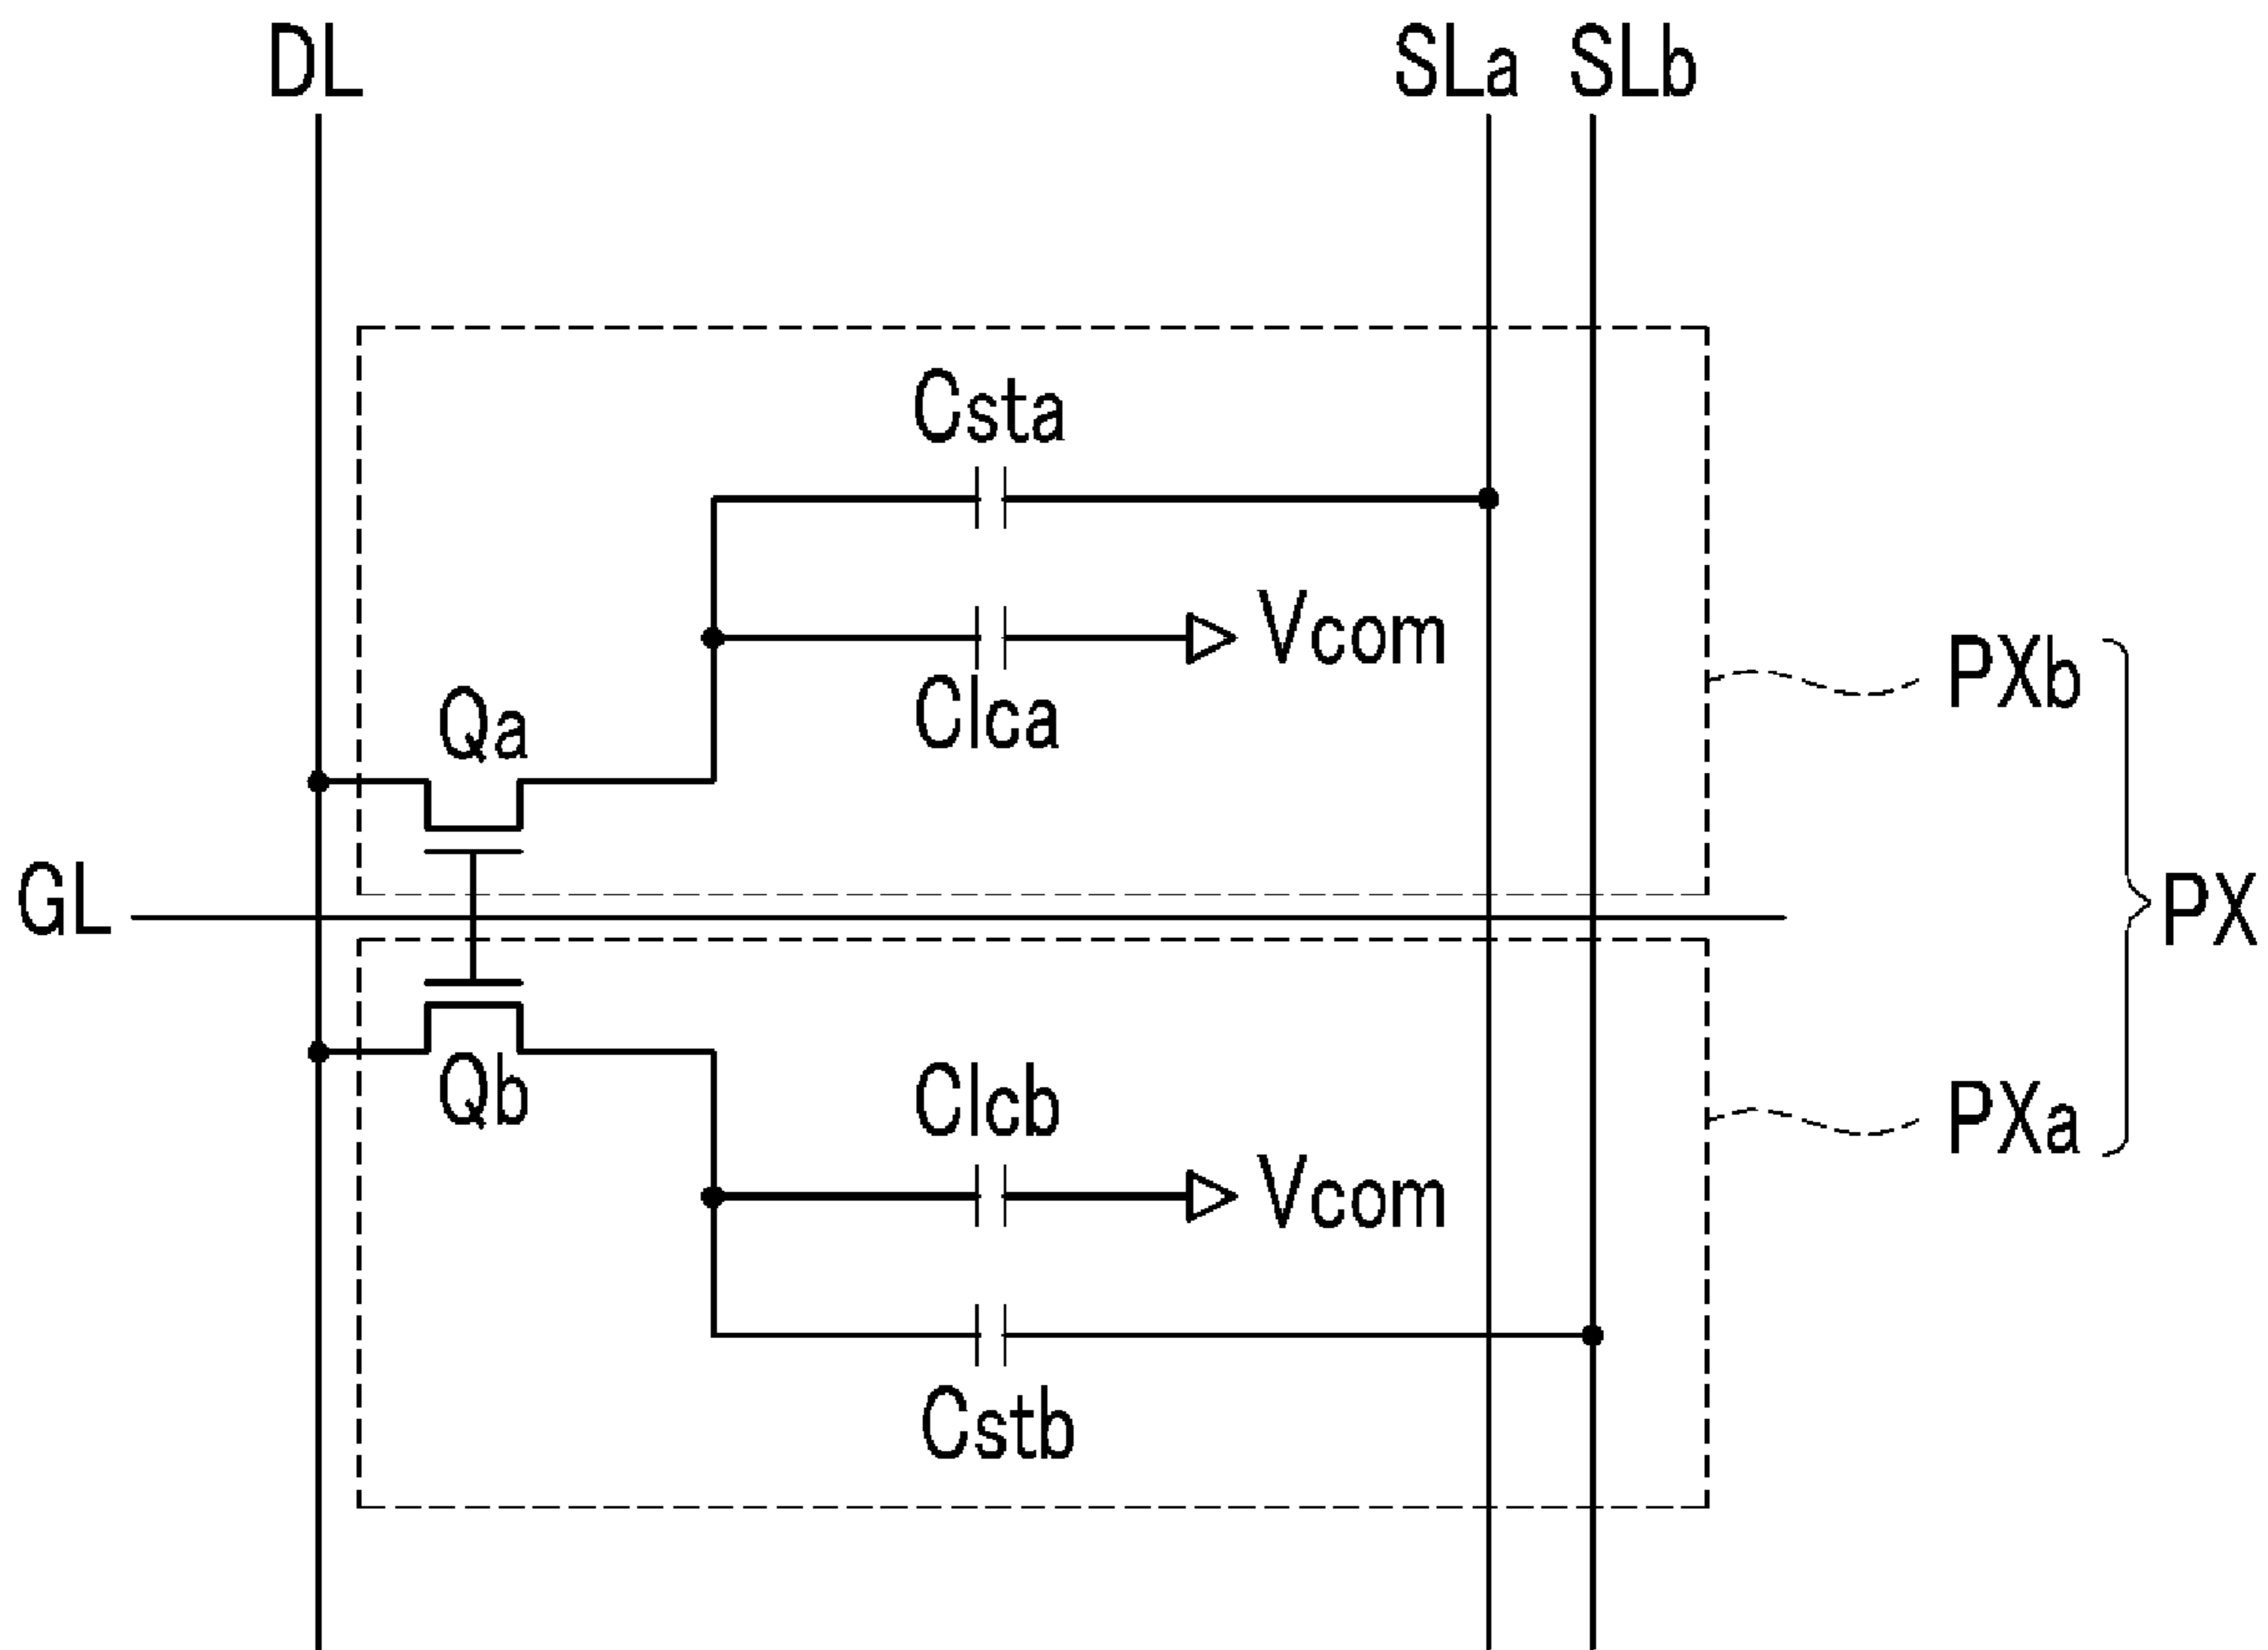 DL SLa SLb
Csta
Vcom
Clca
PXb
Qa
GL
PX
Qb
Clcb
PXa
Vcom
Cstb